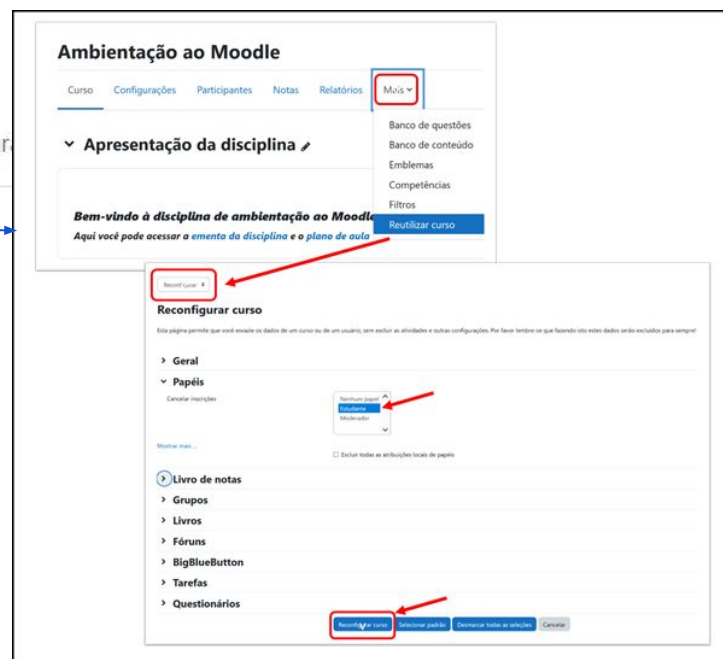 Ambientação ao Moodle
Curso Configurações Participantes Notas Relatórios Mais
Banco de questões
Banco de conteúdo
Emblemas
Competências
Filtros
Reutilizar curso
Apresentação da disciplina
Bem-vindo à disciplina de ambientação ao Moodle
Aqui você pode acessar a ementa da disciplina e o plano de aula
Reconfigurar
Reconfigurar curso
Esta página permite que você esvazie os dados de um curso ou de um usuário, sem excluir as atividades e outras configurações. Por favor lembre-se que fazendo isto estes dados serão excluídos para sempre!
Geral
Papéis
Cancelar inscrições
Nenhum papel
Estudante
Moderador
Mostrar mais ...
Excluir todas as atribuições locais de papéis
Livro de notas
Grupos
Livros
Fóruns
BigBlueButton
Tarefas
Questionários
Reconfigurar curso Selecionar padrão Desmarcar todas as seleções Cancelar